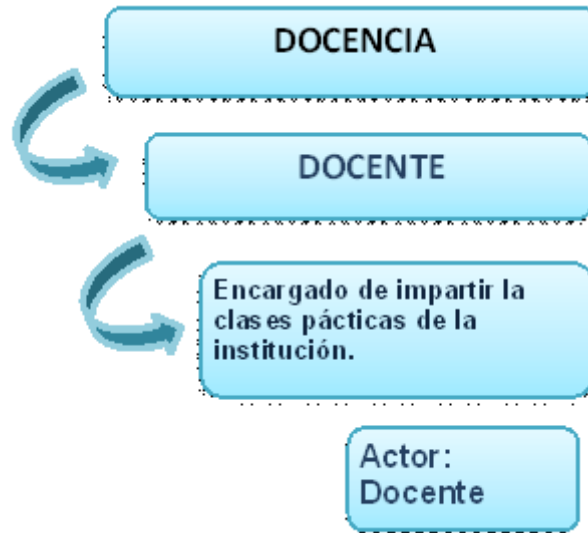 DOCENCIA
DOCENTE
Encargado de impartir la
clases pácticas de la
institución.
Actor:
Docente